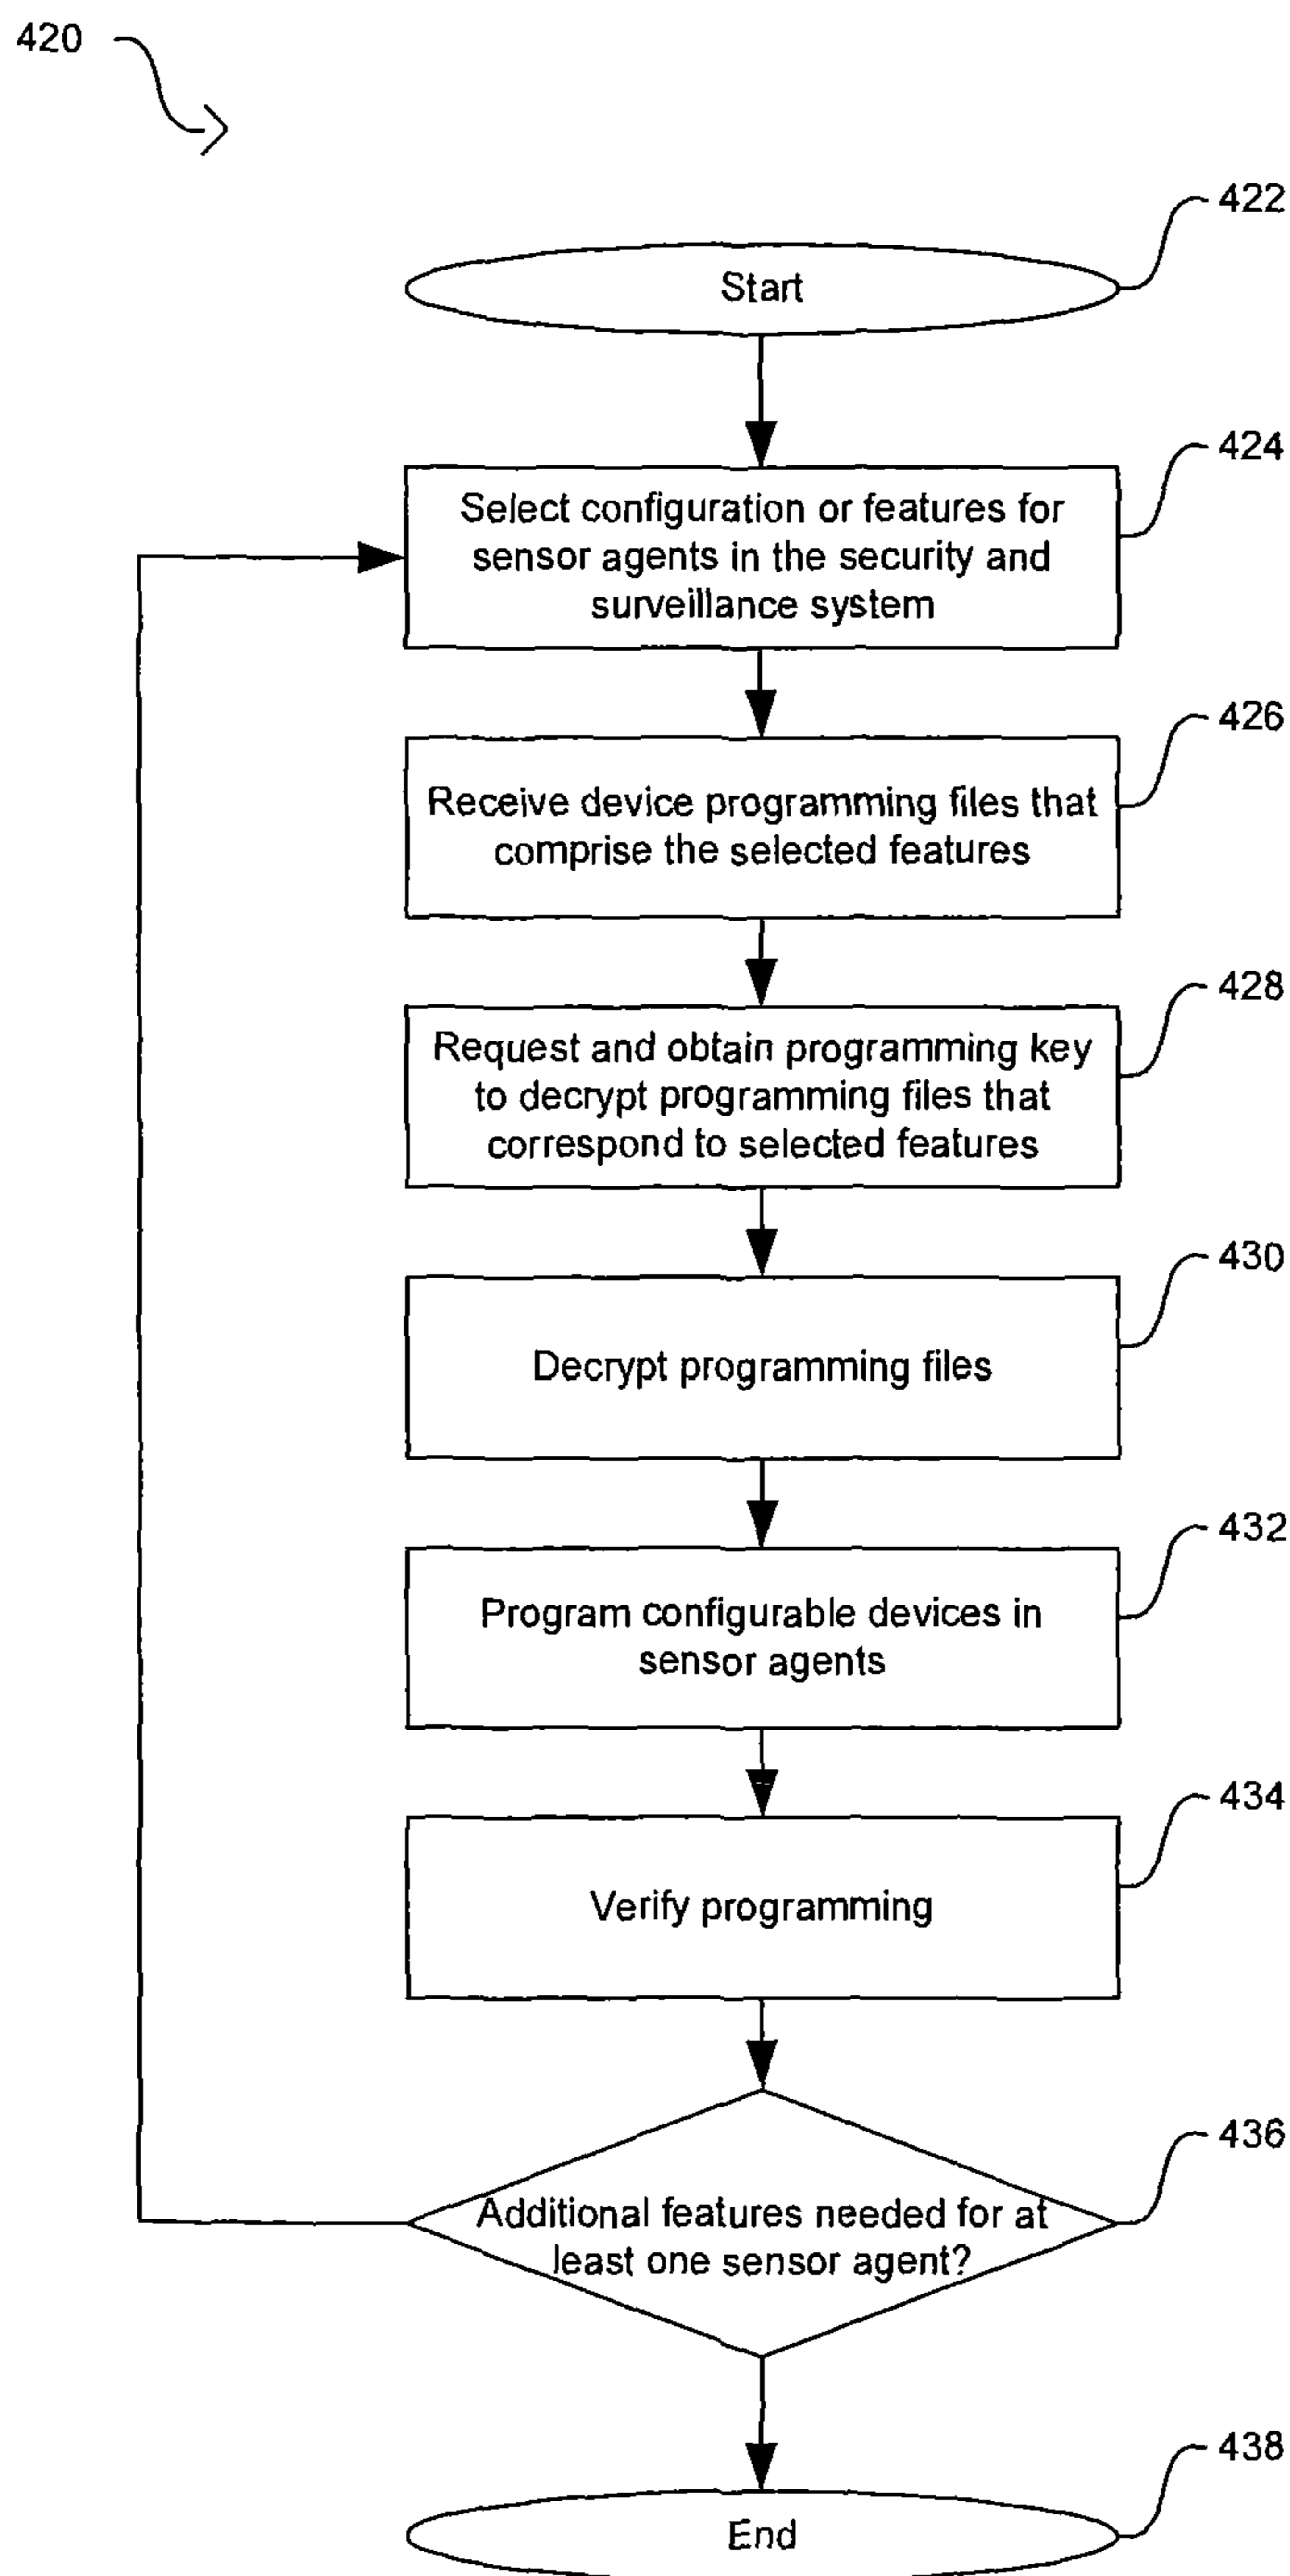 420
422
Start
424
Select configuration or features for
sensor agents in the security and
surveillance system
426
Receive device programming files that
comprise the selected features
428
Request and obtain programming key
to decrypt programming files that
correspond to selected features
430
Decrypt programming files
432
Program configurable devices in
sensor agents
434
Verify programming
436
Additional features needed for at
least one sensor agent?
438
End